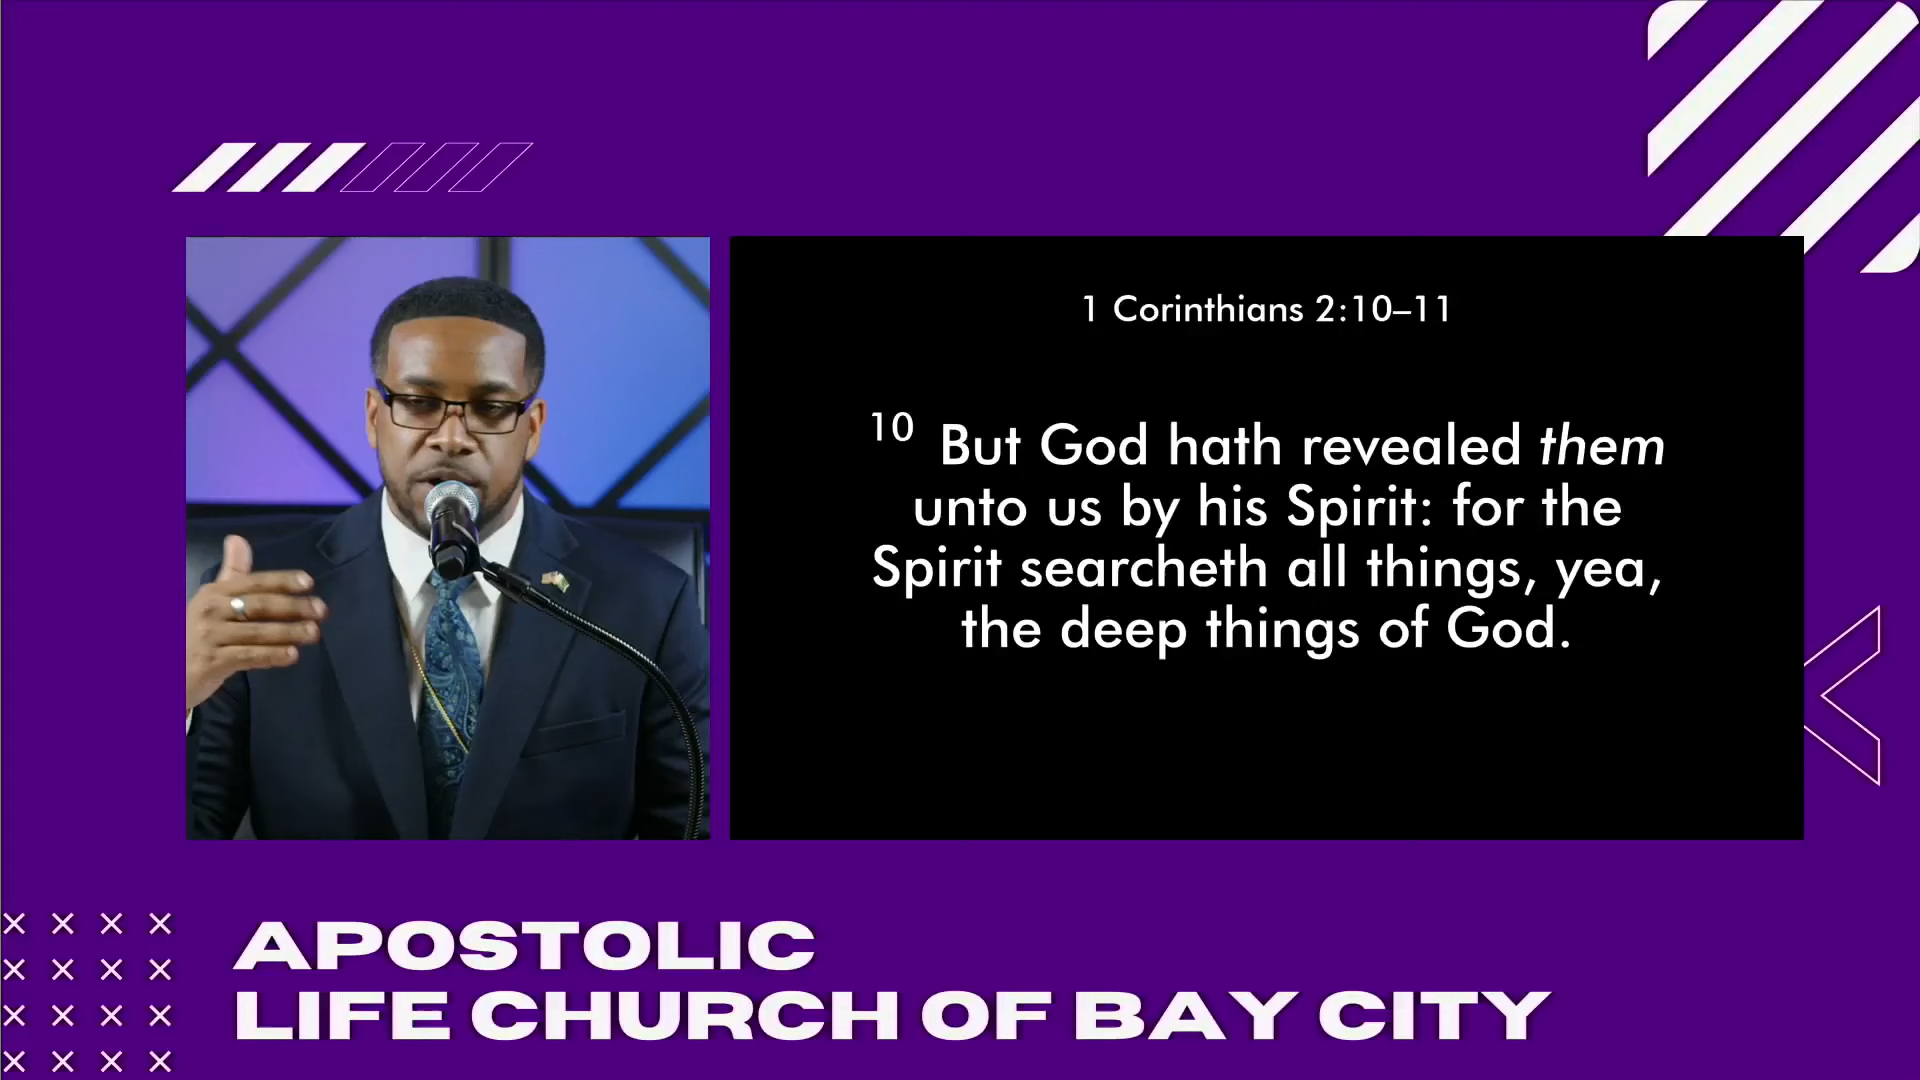 1 Corinthians 2:10–11
10 But God hath revealed them
unto us by his Spirit: for the
Spirit searcheth all things, yea,
the deep things of God.
APOSTOLIC
LIFE CHURCH OF BAY CITY